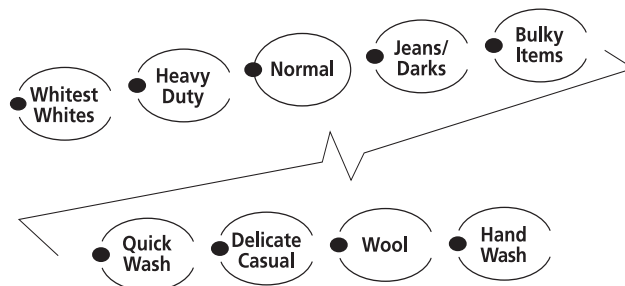 Whitest
Whites
Heavy
Duty
Normal
Jeans/
Darks
Bulky
Items
Quick
Wash
Delicate
Casual
Wool
Hand
Wash